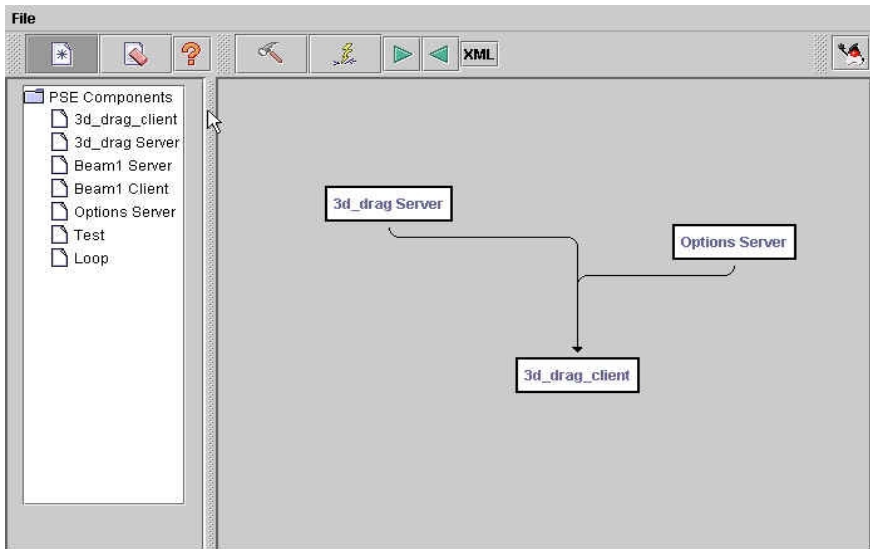 File
XML
PSE Components
3d_drag_client
3d_drag Server
Beam1 Server
Beam1 Client
Options Server
Test
Loop
3d_drag Server
Options Server
3d_drag_client